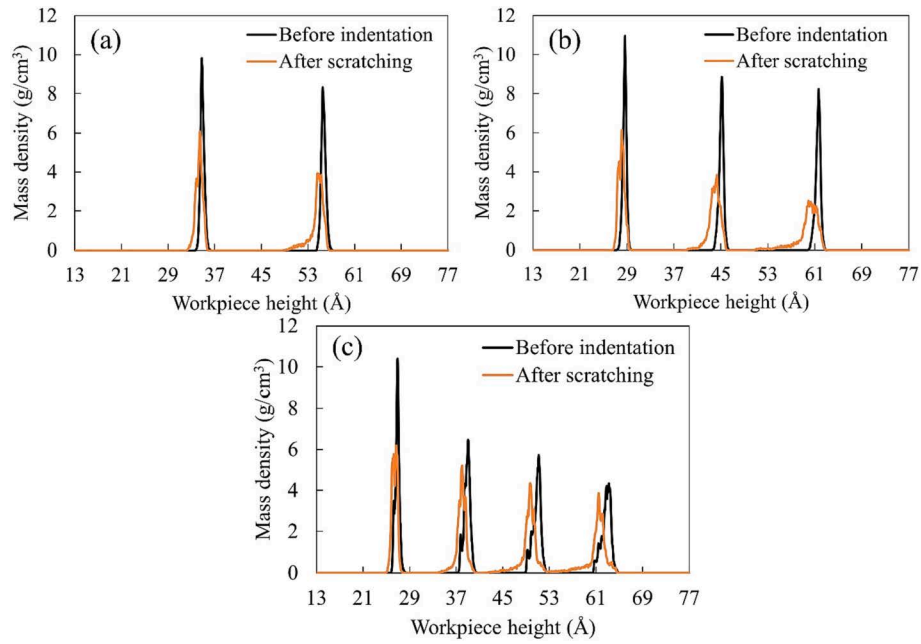 12
10
8
6
4
2
0
Mass density (g/cm³)
(a)
Before indentation
After scratching
13 21 29 37 45 53 61 69 77
Workpiece height (Å)
12
10
8
6
4
2
0
Mass density (g/cm³)
(b)
Before indentation
After scratching
13 21 29 37 45 53 61 69 77
Workpiece height (Å)
12
10
8
6
4
2
0
Mass density (g/cm³)
(c)
Before indentation
After scratching
13 21 29 37 45 53 61 69 77
Workpiece height (Å)